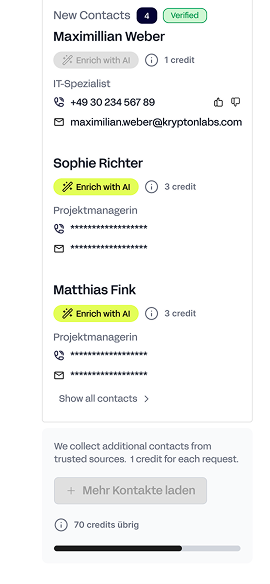 New Contacts 4 Verified
Maximillian Weber
Enrich with AI 1 credit
IT-Spezialist
+49 30 234 567 89
maximilian.weber@kryptonlabs.com
Sophie Richter
Enrich with AI 3 credit
Projektmanagerin
******************
******************
Matthias Fink
Enrich with AI 3 credit
Projektmanagerin
******************
******************
Show all contacts >
We collect additional contacts from
trusted sources. 1 credit for each request.
+ Mehr Kontakte laden
70 credits übrig